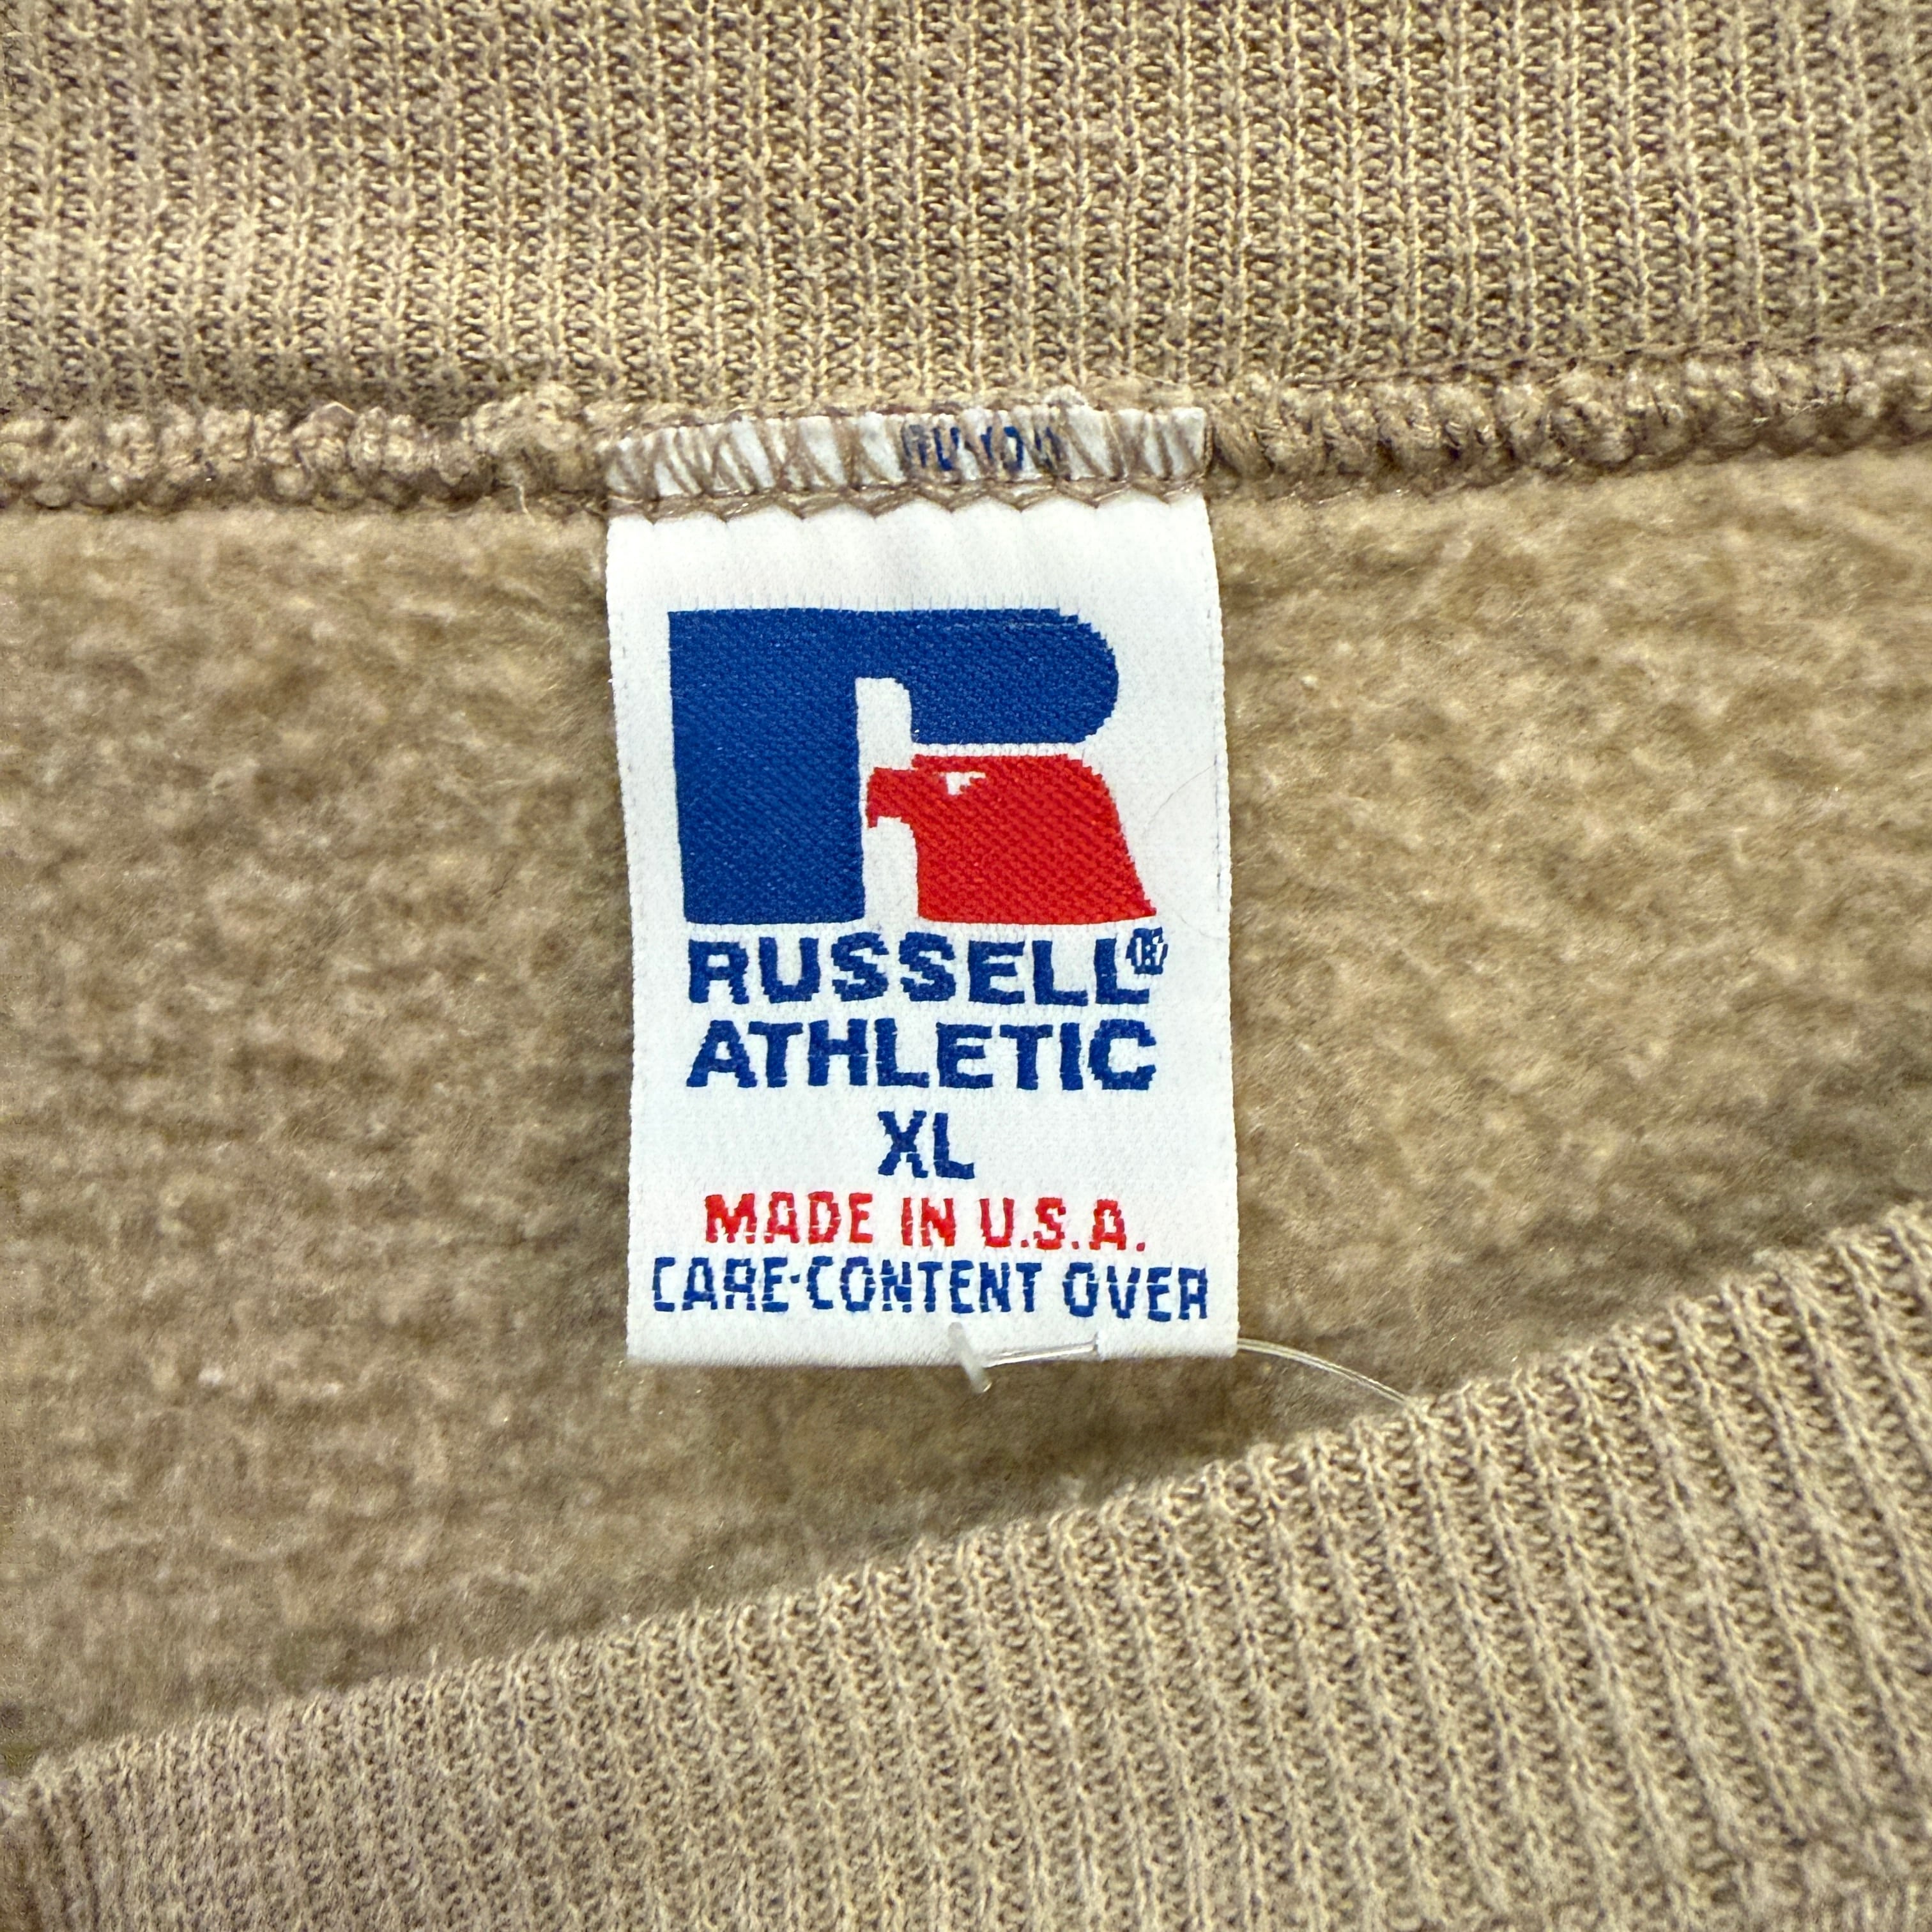 RUSSELL®
ATHLETIC
XL
MADE IN U.S.A.
CARE·CONTENT OVER